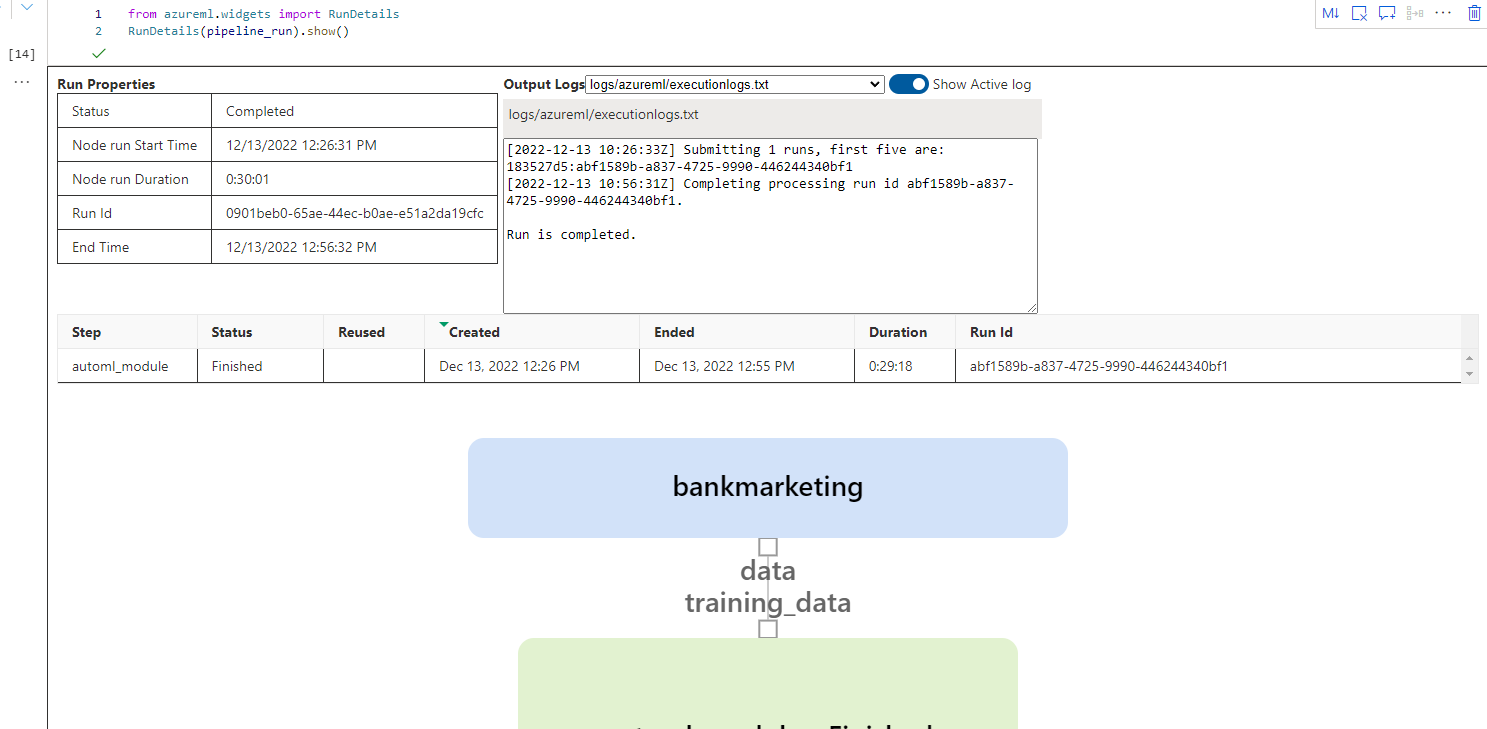 1 from azureml.widgets import RunDetails
2 RunDetails(pipeline_run).show()
[14]
M↓
Run Properties
Status Completed
Node run Start Time 12/13/2022 12:26:31 PM
Node run Duration 0:30:01
Run Id 0901beb0-65ae-44ec-b0ae-e51a2da19cfc
End Time 12/13/2022 12:56:32 PM
Output Logs logs/azureml/executionlogs.txt Show Active log
logs/azureml/executionlogs.txt
[2022-12-13 10:26:33Z] Submitting 1 runs, first five are:
183527d5:abf1589b-a837-4725-9990-446244340bf1
[2022-12-13 10:56:31Z] Completing processing run id abf1589b-a837-
4725-9990-446244340bf1.
Run is completed.
Step Status Reused Created Ended Duration Run Id
automl_module Finished Dec 13, 2022 12:26 PM Dec 13, 2022 12:55 PM 0:29:18 abf1589b-a837-4725-9990-446244340bf1
bankmarketing
data
training_data